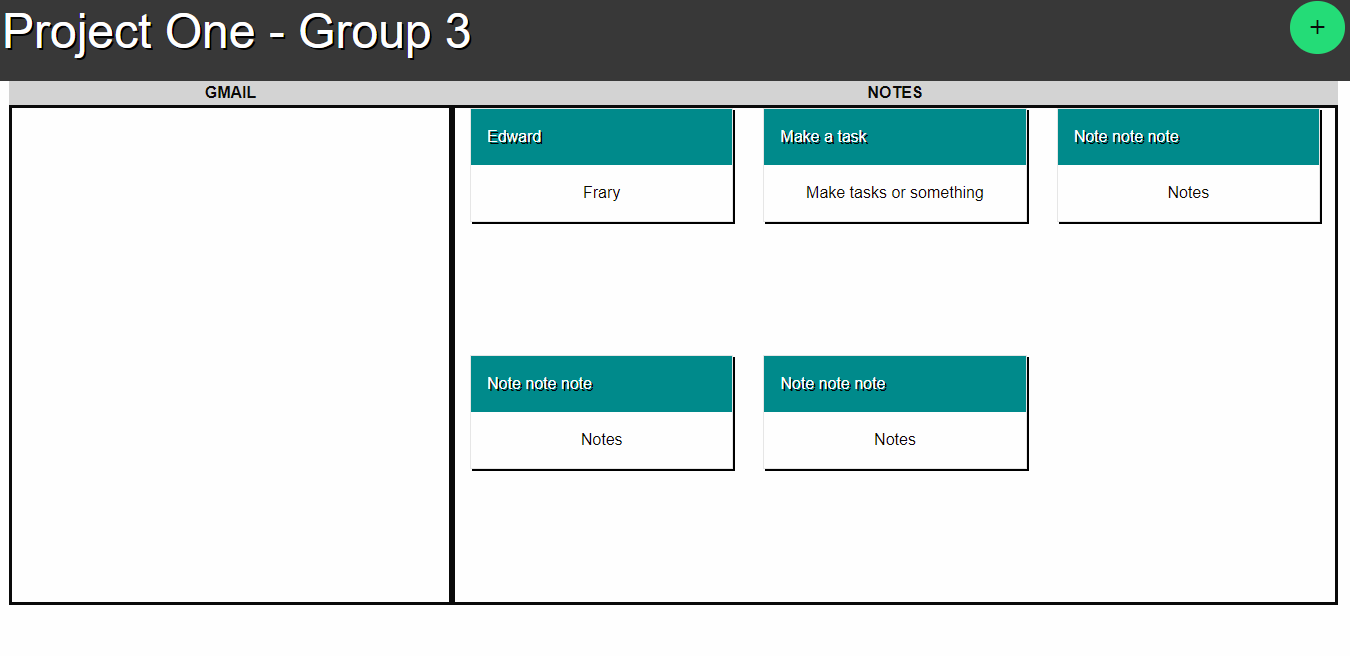 Project One - Group 3
+
GMAIL
NOTES
Edward
Frary
Make a task
Make tasks or something
Note note note
Notes
Note note note
Notes
Note note note
Notes